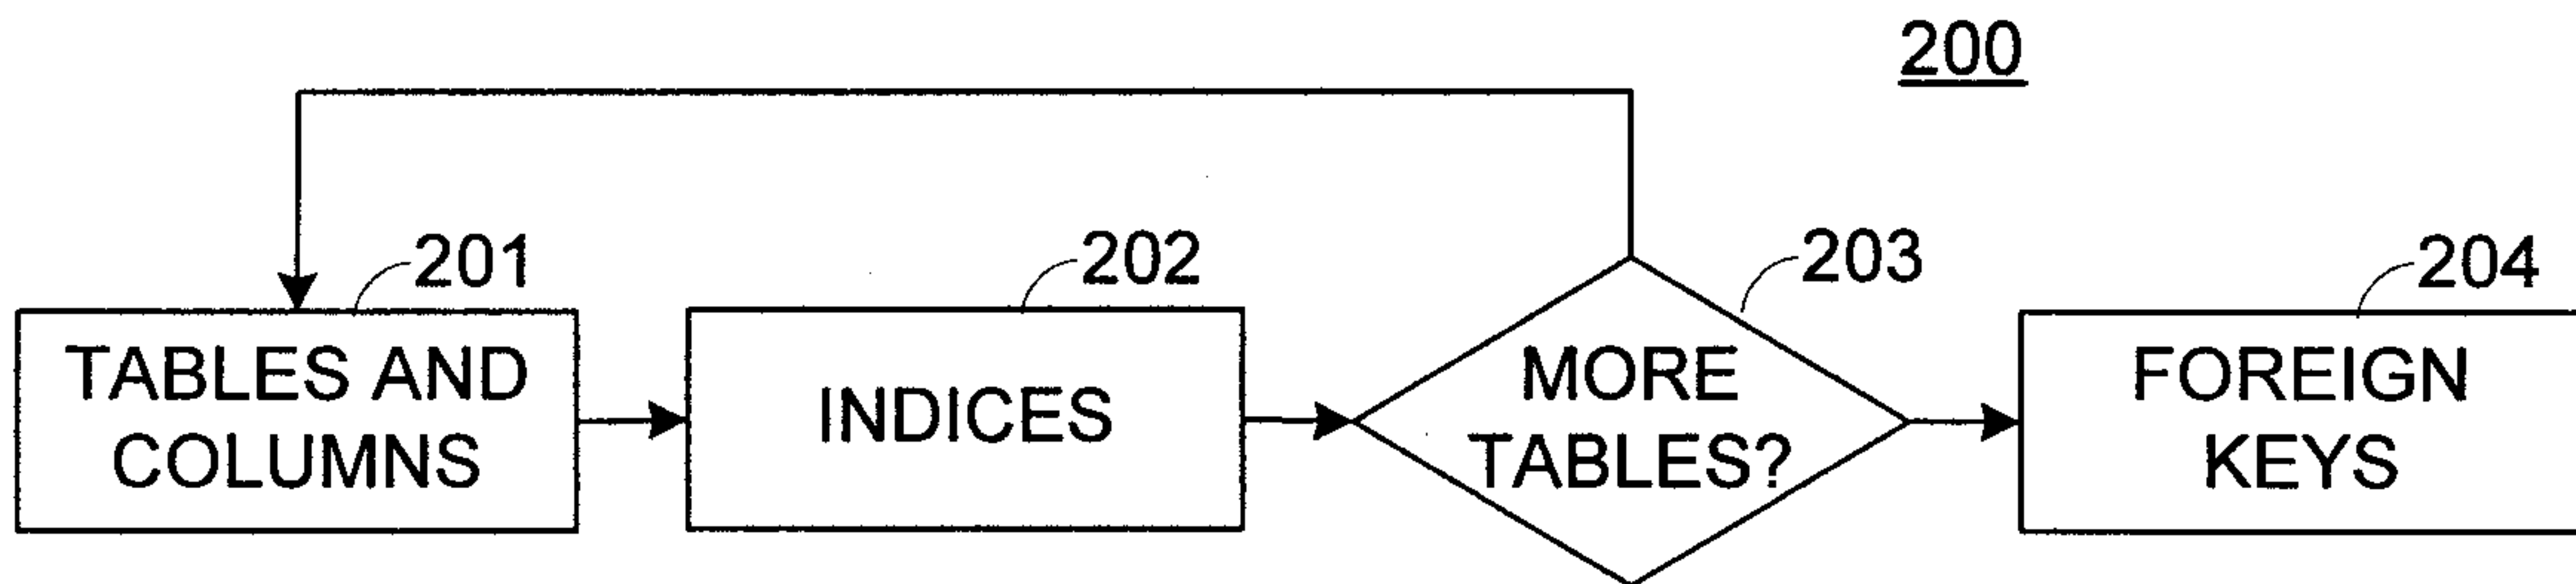 200
201
TABLES AND
COLUMNS
202
INDICES
203
MORE
TABLES?
204
FOREIGN
KEYS